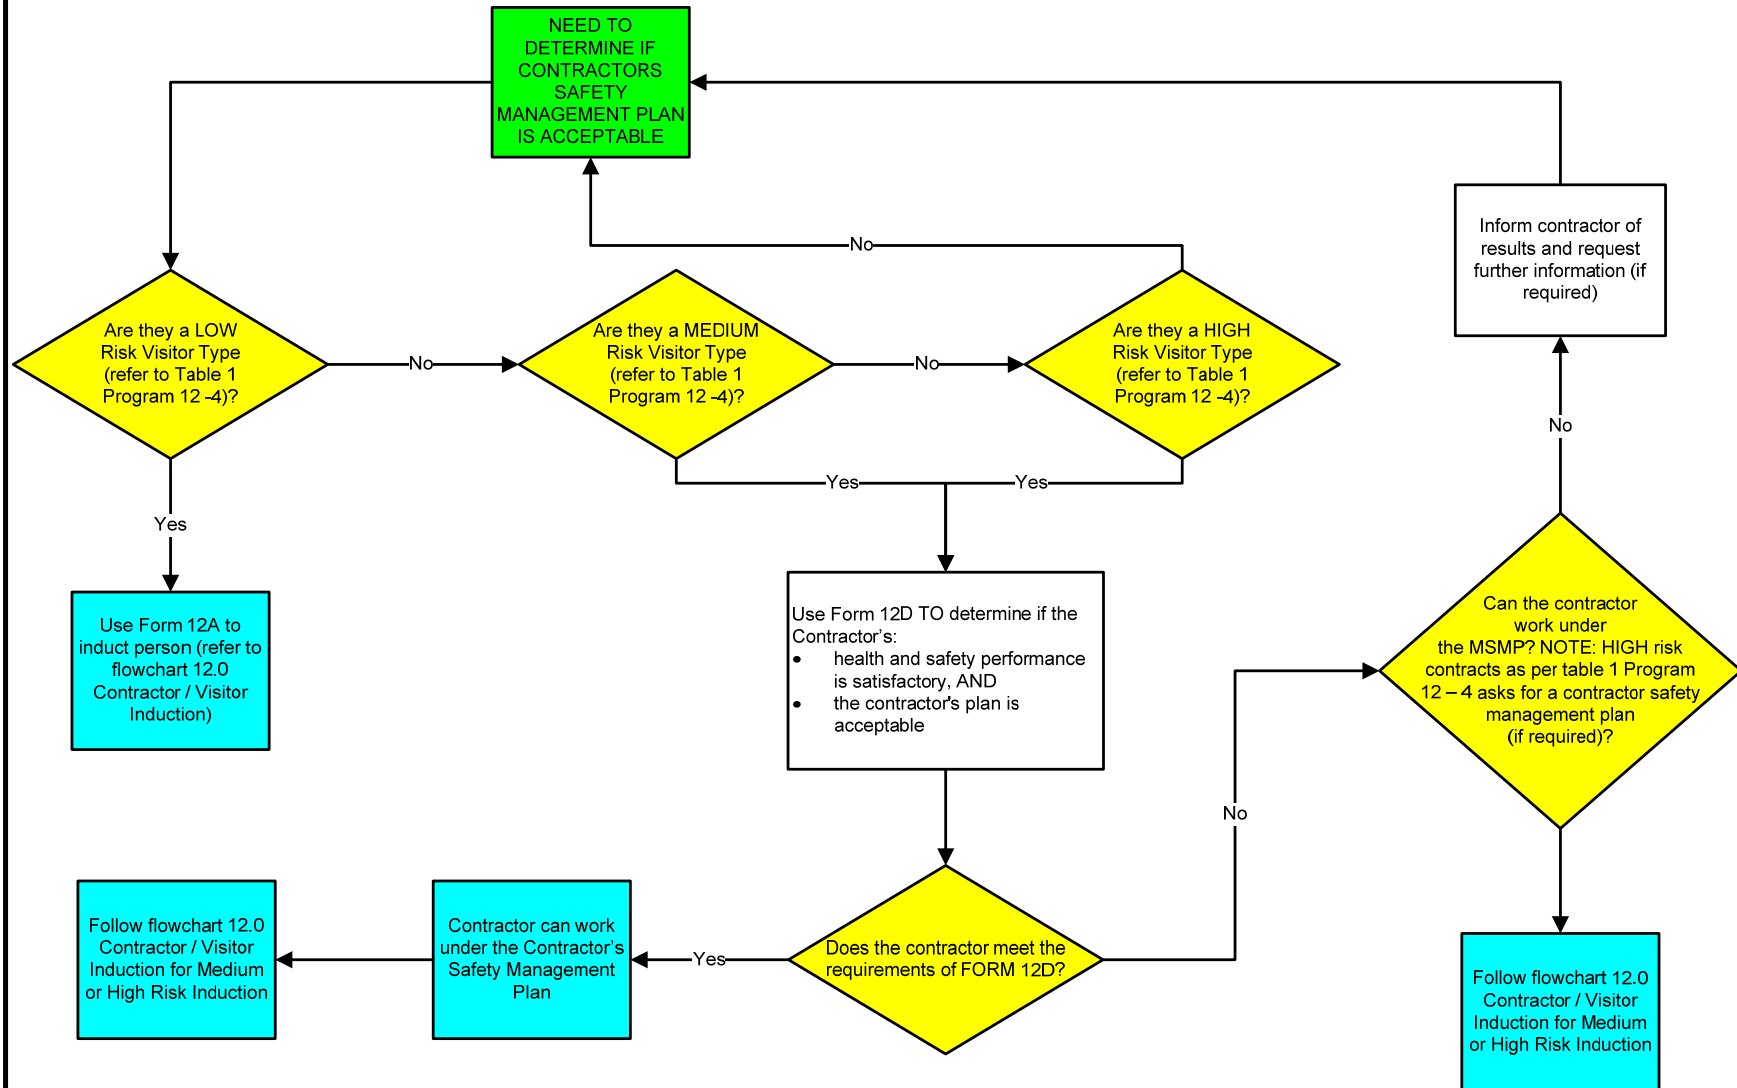 NEED TO
DETERMINE IF
CONTRACTORS
SAFETY
MANAGEMENT PLAN
IS ACCEPTABLE
Inform contractor of
results and request
further information (if
required)
No
Are they a LOW
Risk Visitor Type
(refer to Table 1
Program 12 -4)?
No
Are they a MEDIUM
Risk Visitor Type
(refer to Table 1
Program 12 -4)?
No
Are they a HIGH
Risk Visitor Type
(refer to Table 1
Program 12 -4)?
No
Yes
Yes
Yes
Use Form 12A to
induct person (refer to
flowchart 12.0
Contractor / Visitor
Induction)
Use Form 12D TO determine if the
Contractor's:
• health and safety performance
is satisfactory, AND
• the contractor's plan is
acceptable
Can the contractor
work under
the MSMP? NOTE: HIGH risk
contracts as per table 1 Program
12 – 4 asks for a contractor safety
management plan
(if required)?
No
Follow flowchart 12.0
Contractor / Visitor
Induction for Medium
or High Risk Induction
Contractor can work
under the Contractor's
Safety Management
Plan
Yes
Does the contractor meet the
requirements of FORM 12D?
Follow flowchart 12.0
Contractor / Visitor
Induction for Medium
or High Risk Induction